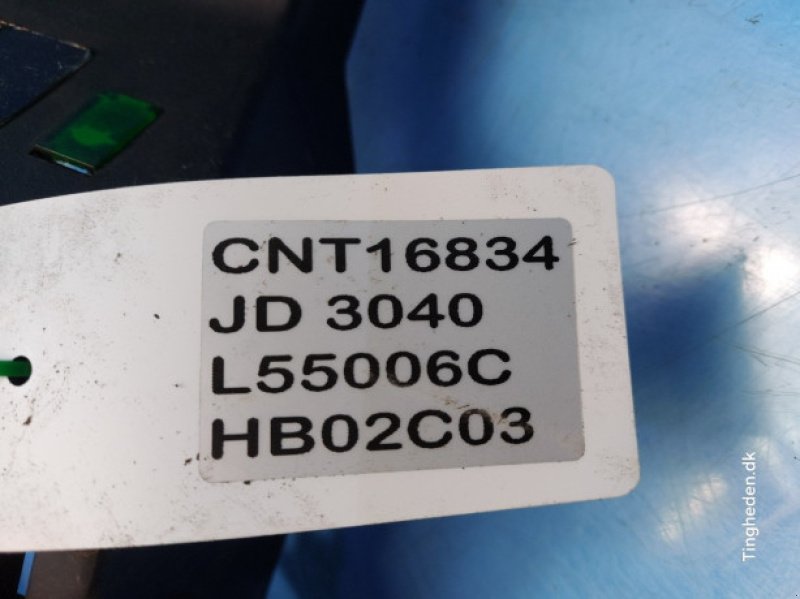 CNT16834
JD 3040
L55006C
HB02C03
Tingheden.dk